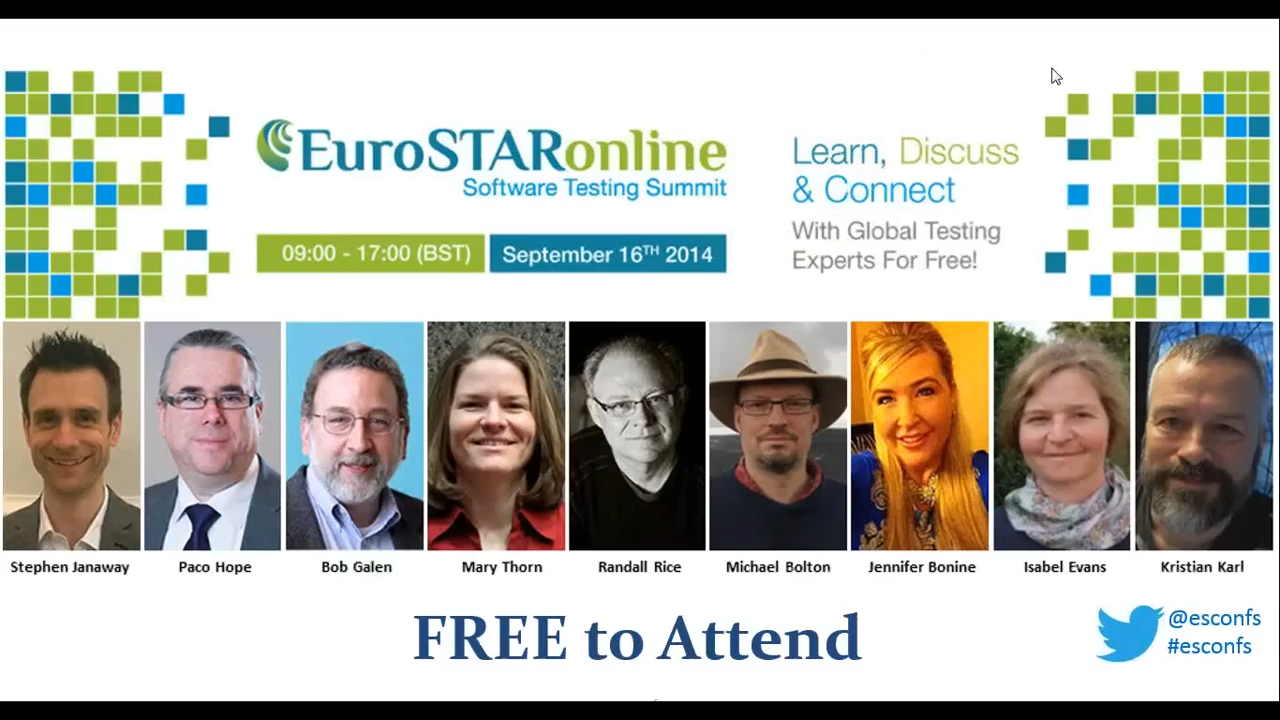 EuroSTARonline
Software Testing Summit
09:00 - 17:00 (BST)
September 16TH 2014
Learn, Discuss
& Connect
With Global Testing
Experts For Free!
Stephen Janaway
Paco Hope
Bob Galen
Mary Thorn
Randall Rice
Michael Bolton
Jennifer Bonine
Isabel Evans
Kristian Karl
FREE to Attend
@esconfs
#esconfs